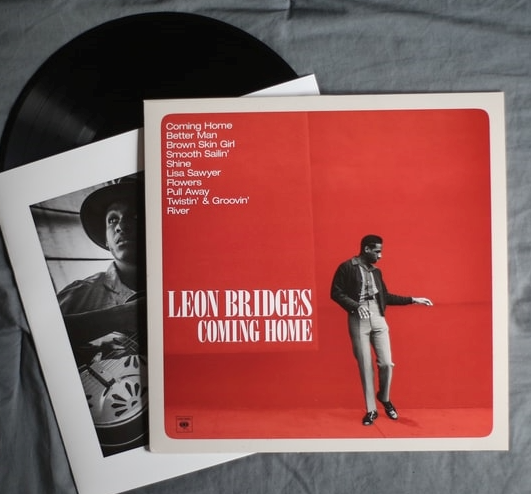 Coming Home
Better Man
Brown Skin Girl
Smooth Sailin'
Shine
Lisa Sawyer
Flowers
Pull Away
Twistin' & Groovin'
River
LEON BRIDGES
COMING HOME